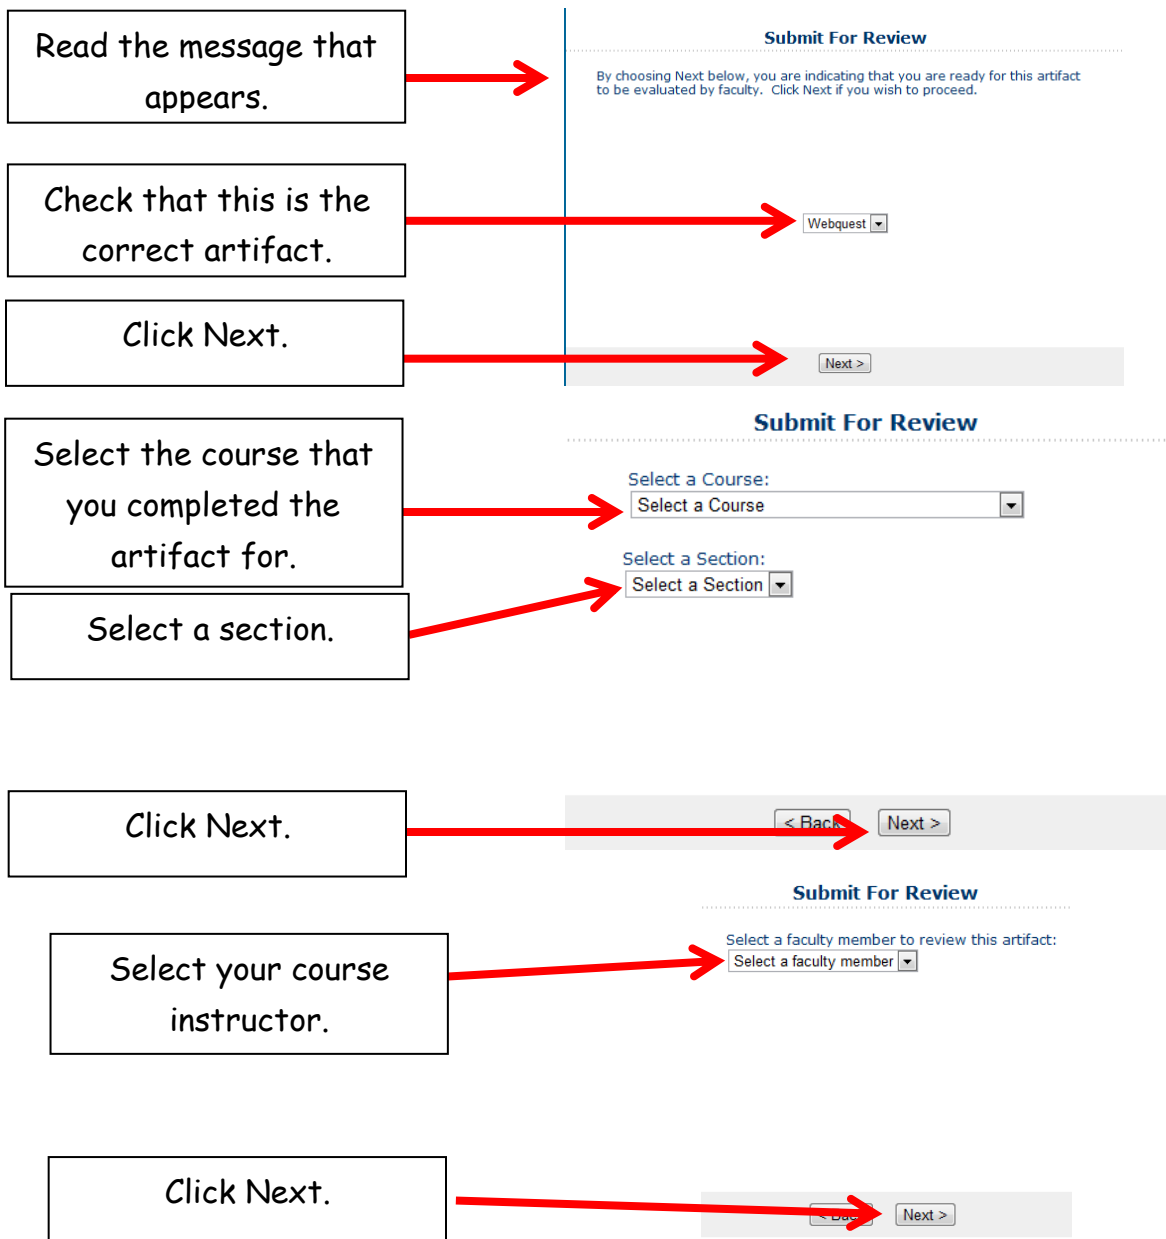 Read the message that
appears.
Submit For Review
By choosing Next below, you are indicating that you are ready for this artifact
to be evaluated by faculty.  Click Next if you wish to proceed.
Check that this is the
correct artifact.
Webquest
Click Next.
Next >
Submit For Review
Select the course that
you completed the
artifact for.
Select a Course:
Select a Course
Select a Section:
Select a Section
Select a section.
Click Next.
< Back
Next >
Submit For Review
Select a faculty member to review this artifact:
Select a faculty member
Select your course
instructor.
Click Next.
< Back
Next >